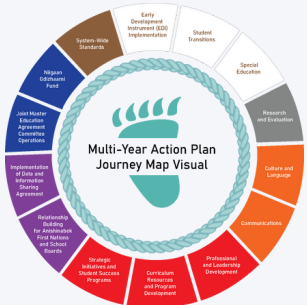 Early
Development
Instrument (EDI)
Implementation
Student
Transitions
Special
Education
Research
and Evaluation
Culture and
Language
Communications
Professional
and Leadership
Development
Curriculum
Resources
and Program
Development
Strategic
Initiatives and
Student Success
Programs
Relationship
Building
for Anishinabek
First Nations
and School
Boards
Implementation
of Data and
Information
Sharing
Agreement
Joint Master
Education
Agreement
Committee
Operations
Niigaan
Gdizhaami
Fund
System-Wide
Standards
Multi-Year Action Plan
Journey Map Visual